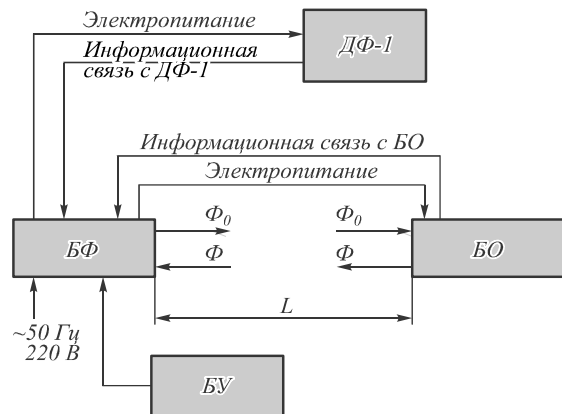 Электропитание
ДФ-1
Информационная
связь с ДФ-1
Информационная связь с БО
Электропитание
Ф0
Ф0
БФ
Ф
Ф
БО
L
~50 Гц
220 В
БУ